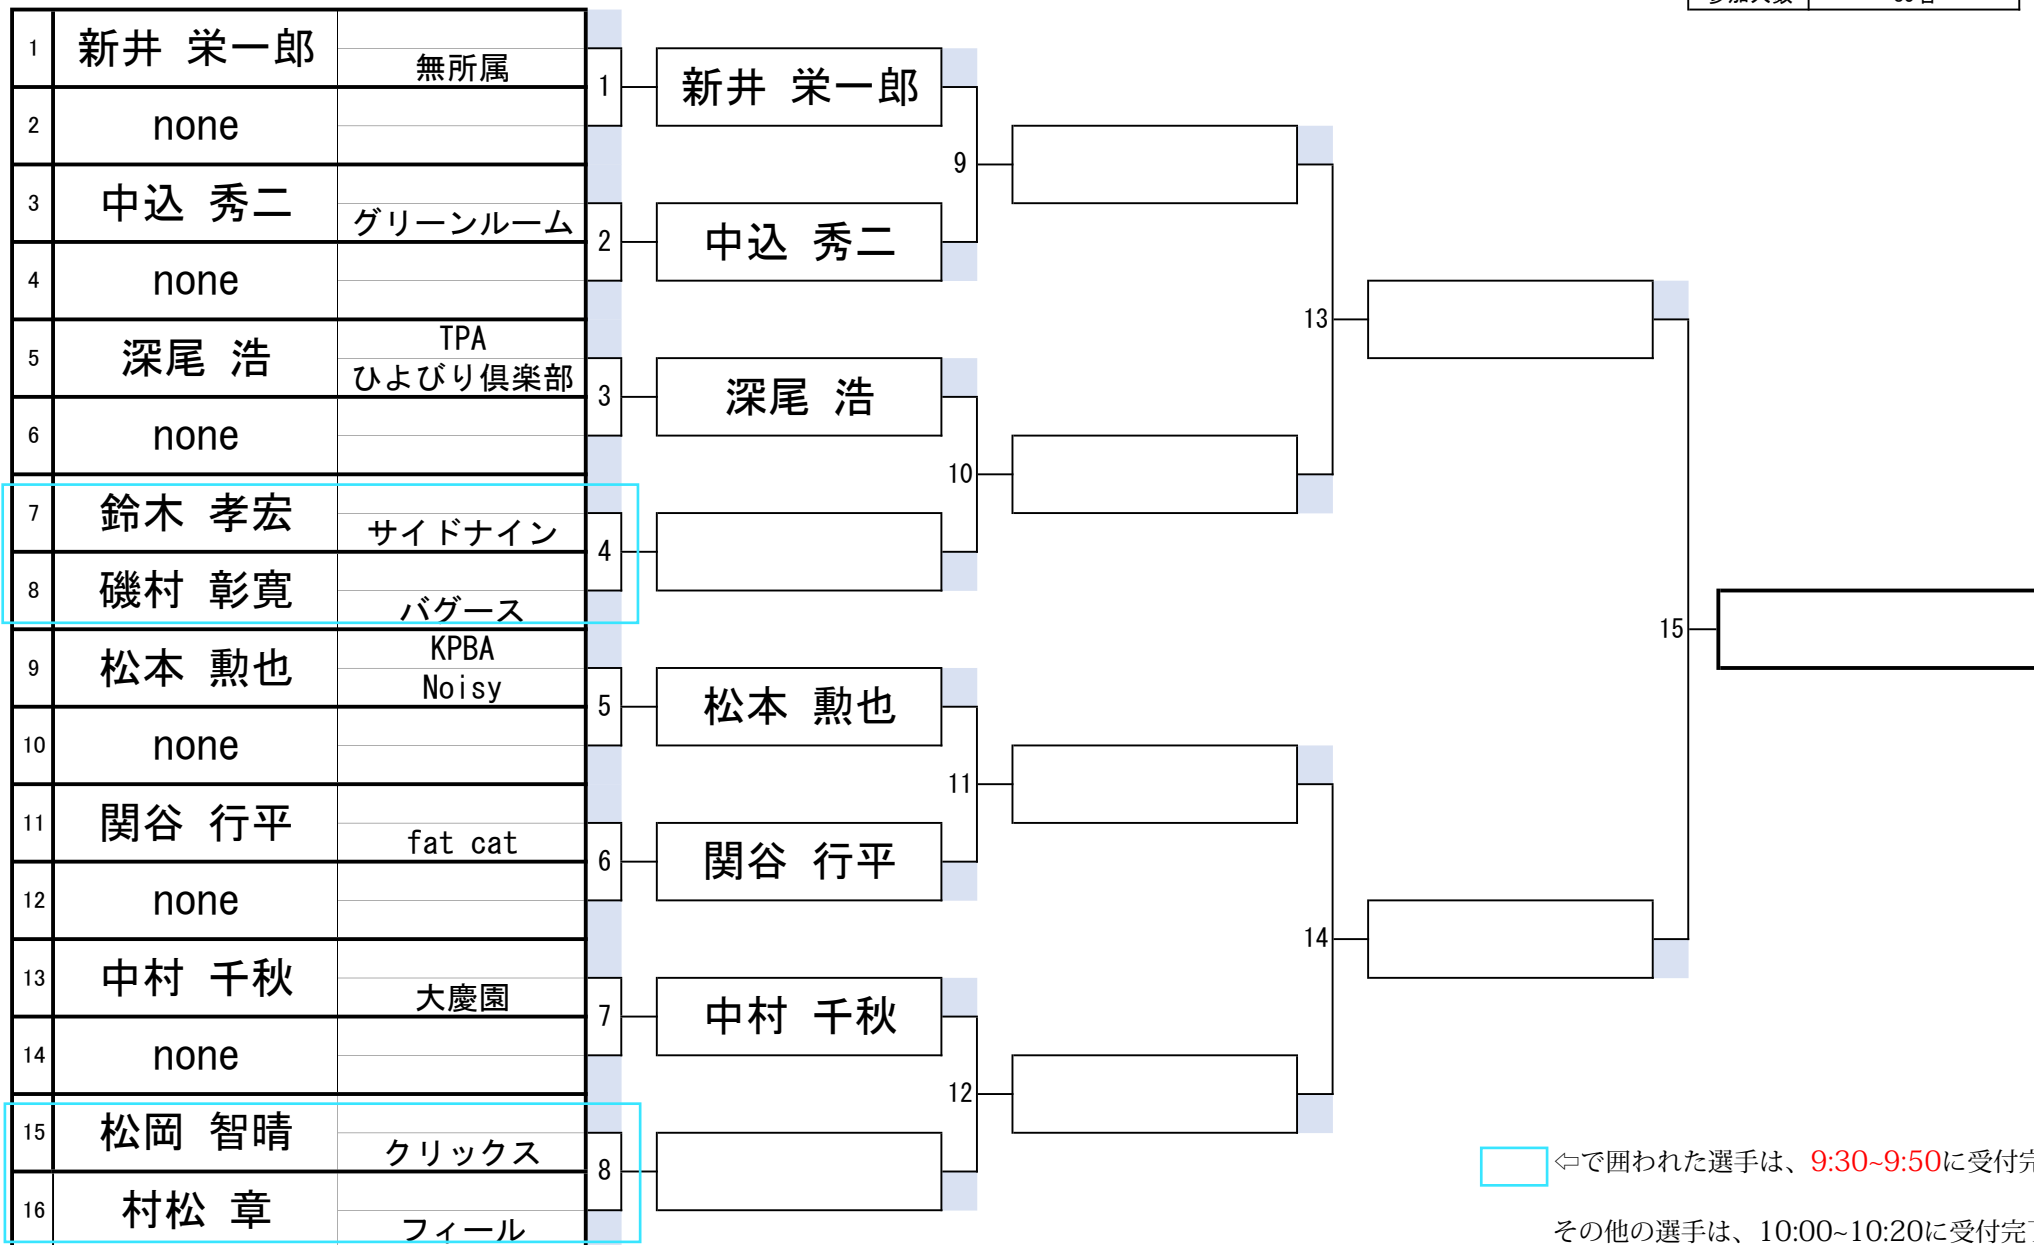 1 新井 栄一郎 無所属
2 none
3 中込 秀二 グリーンルーム
4 none
5 深尾 浩 TPA ひよびり倶楽部
6 none
7 鈴木 孝宏 サイドナイン
8 磯村 彰寛 バグース
9 松本 勳也 KPBA Noisy
10 none
11 関谷 行平 fat cat
12 none
13 中村 千秋 大慶園
14 none
15 松岡 智晴 クリックス
16 村松 章 フィール
1 新井 栄一郎
2 中込 秀二
3 深尾 浩
4
5 松本 勳也
6 関谷 行平
7 中村 千秋
8
9
10
11
12
13
14
15
⇦で囲われた選手は、9:30~9:50に受付完
その他の選手は、10:00~10:20に受付完